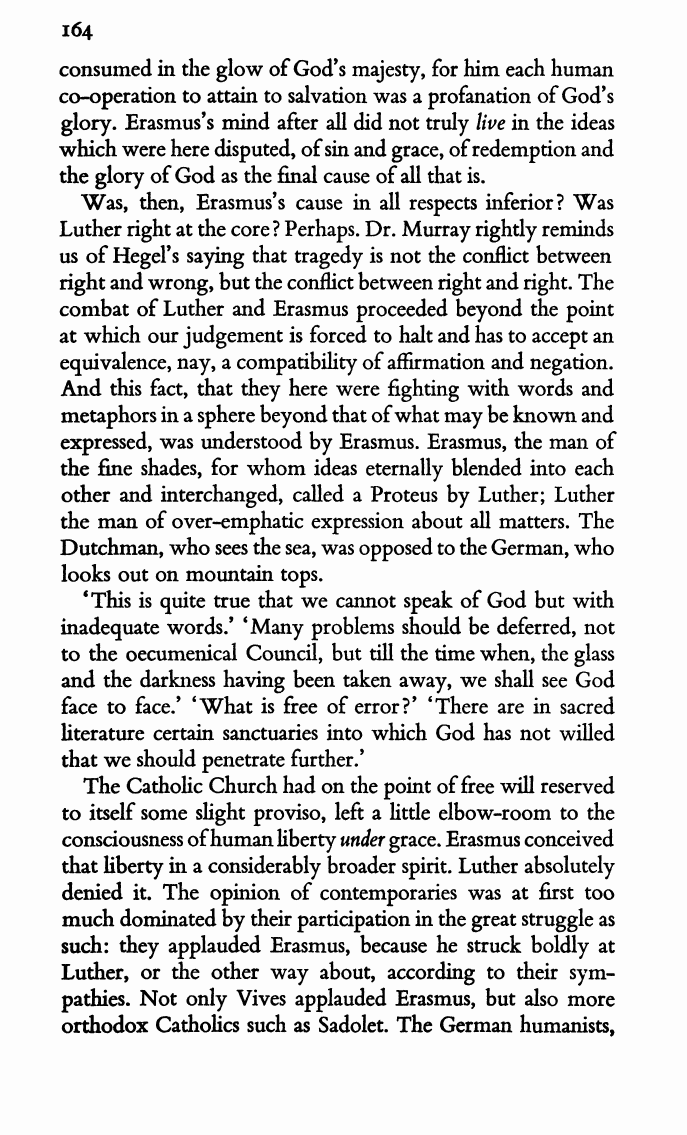 164
consumed in the glow of God's majesty, for him each human
co-operation to attain to salvation was a profanation of God's
glory. Erasmus's mind after all did not truly live in the ideas
which were here disputed, of sin and grace, of redemption and
the glory of God as the final cause of all that is.
Was, then, Erasmus's cause in all respects inferior? Was
Luther right at the core? Perhaps. Dr. Murray rightly reminds
us of Hegel's saying that tragedy is not the conflict between
right and wrong, but the conflict between right and right. The
combat of Luther and Erasmus proceeded beyond the point
at which our judgement is forced to halt and has to accept an
equivalence, nay, a compatibility of affirmation and negation.
And this fact, that they here were fighting with words and
metaphors in a sphere beyond that of what may be known and
expressed, was understood by Erasmus. Erasmus, the man of
the fine shades, for whom ideas eternally blended into each
other and interchanged, called a Proteus by Luther; Luther
the man of over-emphatic expression about all matters. The
Dutchman, who sees the sea, was opposed to the German, who
looks out on mountain tops.
'This is quite true that we cannot speak of God but with
inadequate words.' 'Many problems should be deferred, not
to the oecumenical Council, but till the time when, the glass
and the darkness having been taken away, we shall see God
face to face.' 'What is free of error?' 'There are in sacred
literature certain sanctuaries into which God has not willed
that we should penetrate further.'
The Catholic Church had on the point of free will reserved
to itself some slight proviso, left a little elbow-room to the
consciousness of human liberty under grace. Erasmus conceived
that liberty in a considerably broader spirit. Luther absolutely
denied it. The opinion of contemporaries was at first too
much dominated by their participation in the great struggle as
such: they applauded Erasmus, because he struck boldly at
Luther, or the other way about, according to their sym-
pathies. Not only Vives applauded Erasmus, but also more
orthodox Catholics such as Sadolet. The German humanists,